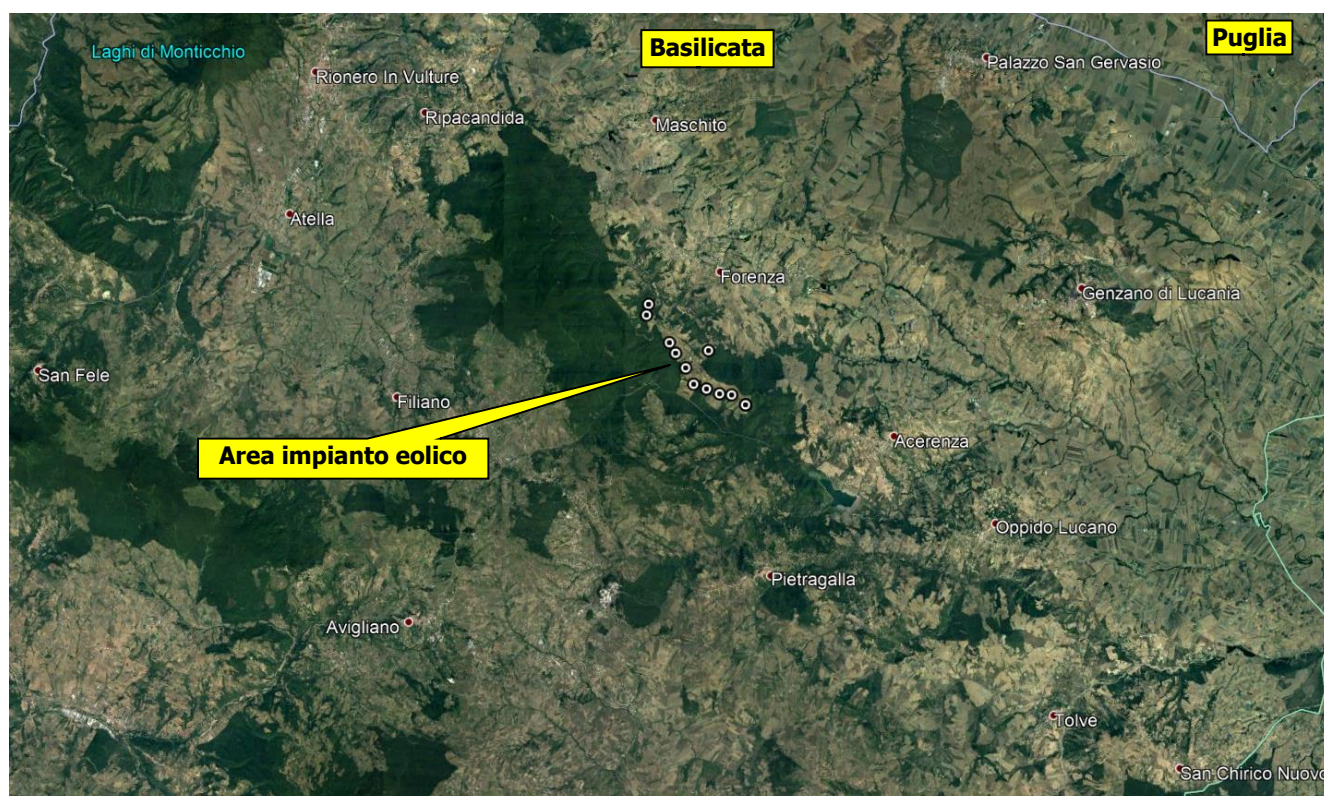 Puglia
Basilicata
Laghi di Monticchio
Palazzo San Gervasio
Rionero In Vulture
Ripacandida
Maschito
Atella
Forenza
Genzano di Lucania
San Fele
Filiano
Acerenza
Area impianto eolico
Oppido Lucano
Pietragalla
Avigliano
Tolve
San Chirico Nuovo